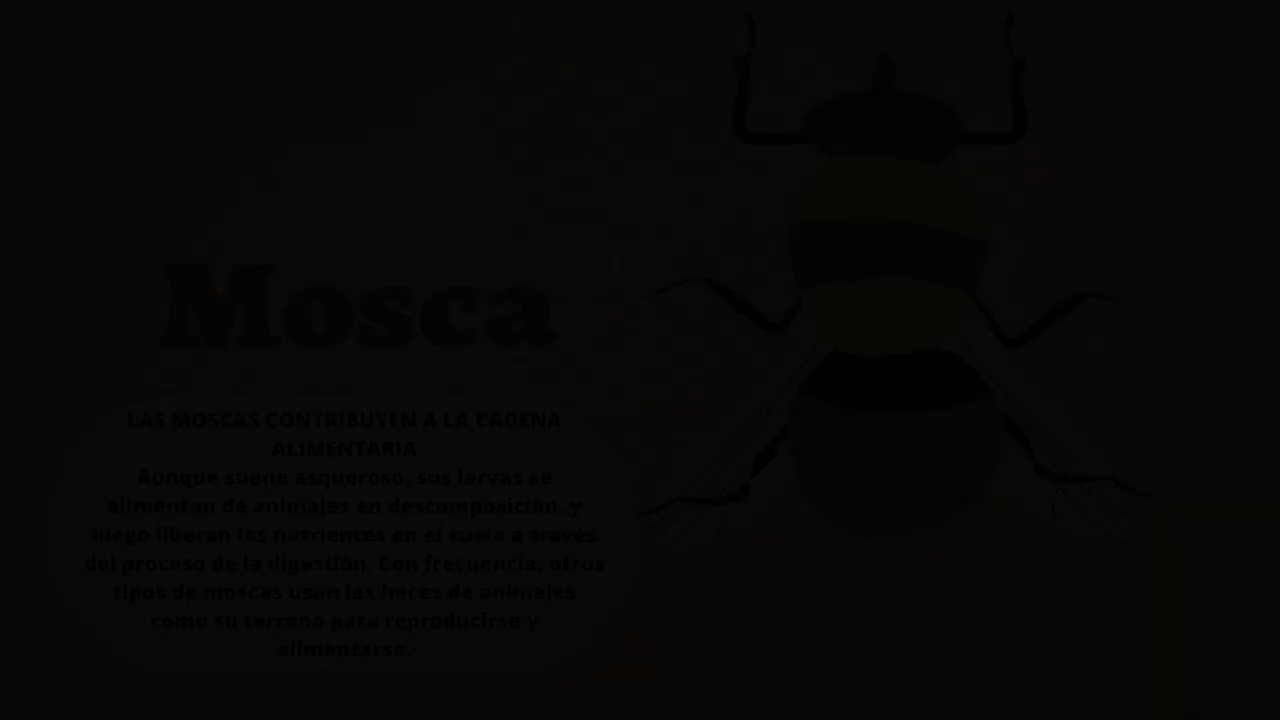 Mosca
LAS MOSCAS CONTRIBUYEN A LA CADENA
ALIMENTARIA
Aunque suene asqueroso, sus larvas se
alimentan de animales en descomposición, y
luego liberan los nutrientes en el suelo a través
del proceso de la digestión. Con frecuencia, otros
tipos de moscas usan las heces de animales
como su terreno para reproducirse y
alimentarse.